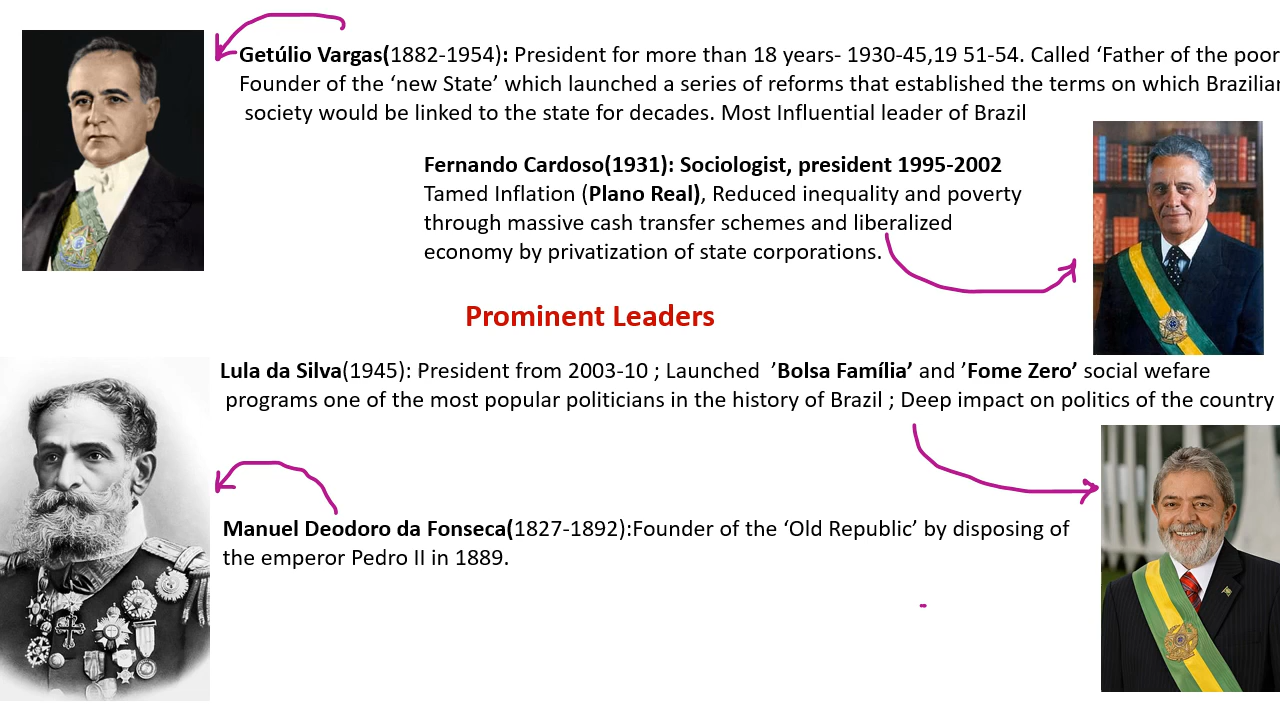 Getúlio Vargas(1882-1954): President for more than 18 years- 1930-45,19 51-54. Called ‘Father of the poor
Founder of the ‘new State’ which launched a series of reforms that established the terms on which Brazilian
society would be linked to the state for decades. Most Influential leader of Brazil
Fernando Cardoso(1931): Sociologist, president 1995-2002
Tamed Inflation (Plano Real), Reduced inequality and poverty
through massive cash transfer schemes and liberalized
economy by privatization of state corporations.
Prominent Leaders
Lula da Silva(1945): President from 2003-10 ; Launched ’Bolsa Família’ and ’Fome Zero’ social wefare
programs one of the most popular politicians in the history of Brazil ; Deep impact on politics of the country
Manuel Deodoro da Fonseca(1827-1892):Founder of the ‘Old Republic’ by disposing of
the emperor Pedro II in 1889.